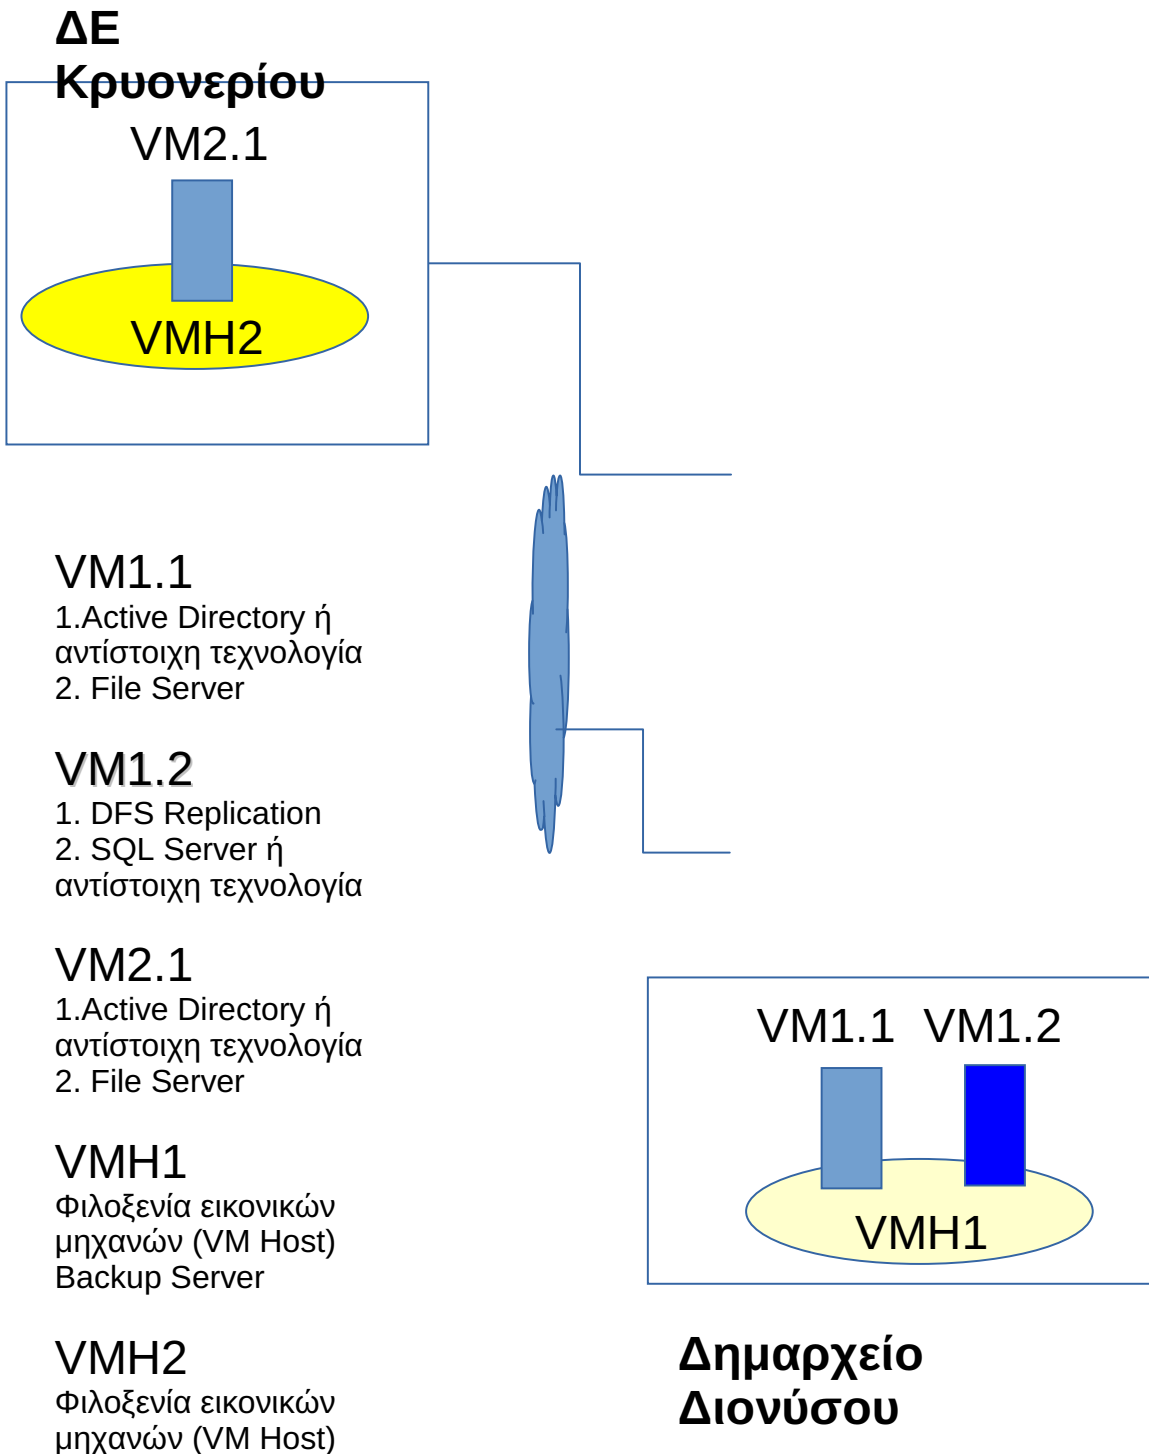 ΔΕ
Κρυονερίου
VM2.1
VMH2
VM1.1
1.Active Directory ή
αντίστοιχη τεχνολογία
2. File Server
VM1.2
1. DFS Replication
2. SQL Server ή
αντίστοιχη τεχνολογία
VM2.1
1.Active Directory ή
αντίστοιχη τεχνολογία
2. File Server
VMH1
Φιλοξενία εικονικών
μηχανών (VM Host)
Backup Server
VMH2
Φιλοξενία εικονικών
μηχανών (VM Host)
VM1.1 VM1.2
VMH1
Δημαρχείο
Διονύσου